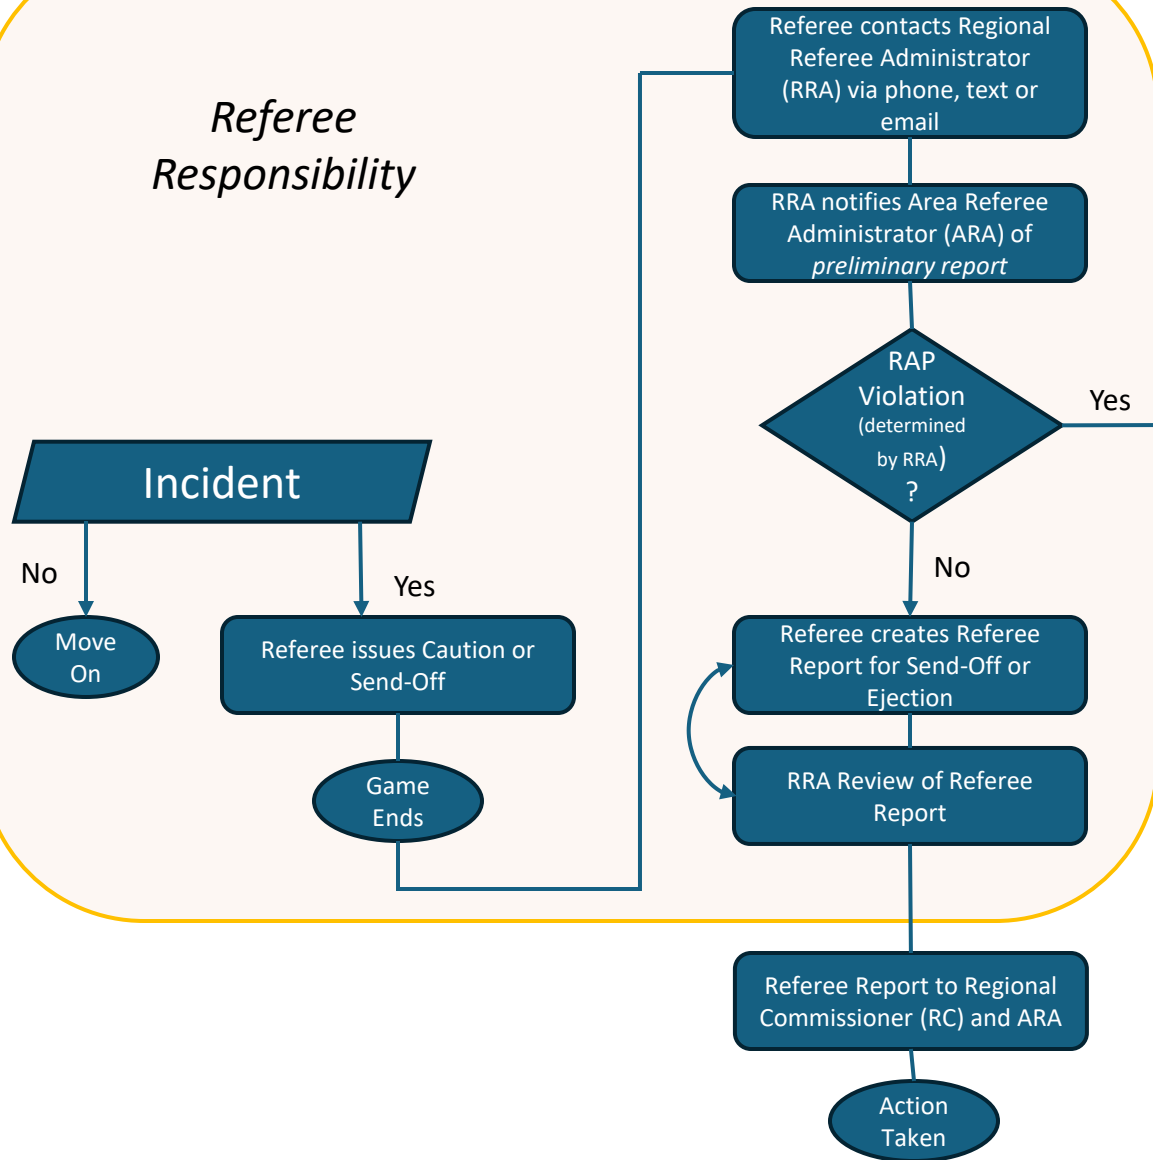 Referee
Responsibility
Incident
No
Yes
Move
On
Referee issues Caution or
Send-Off
Game
Ends
Referee contacts Regional
Referee Administrator
(RRA) via phone, text or
email
RRA notifies Area Referee
Administrator (ARA) of
preliminary report
RAP
Violation
(determined
by RRA)
?
Yes
No
Referee creates Referee
Report for Send-Off or
Ejection
RRA Review of Referee
Report
Referee Report to Regional
Commissioner (RC) and ARA
Action
Taken